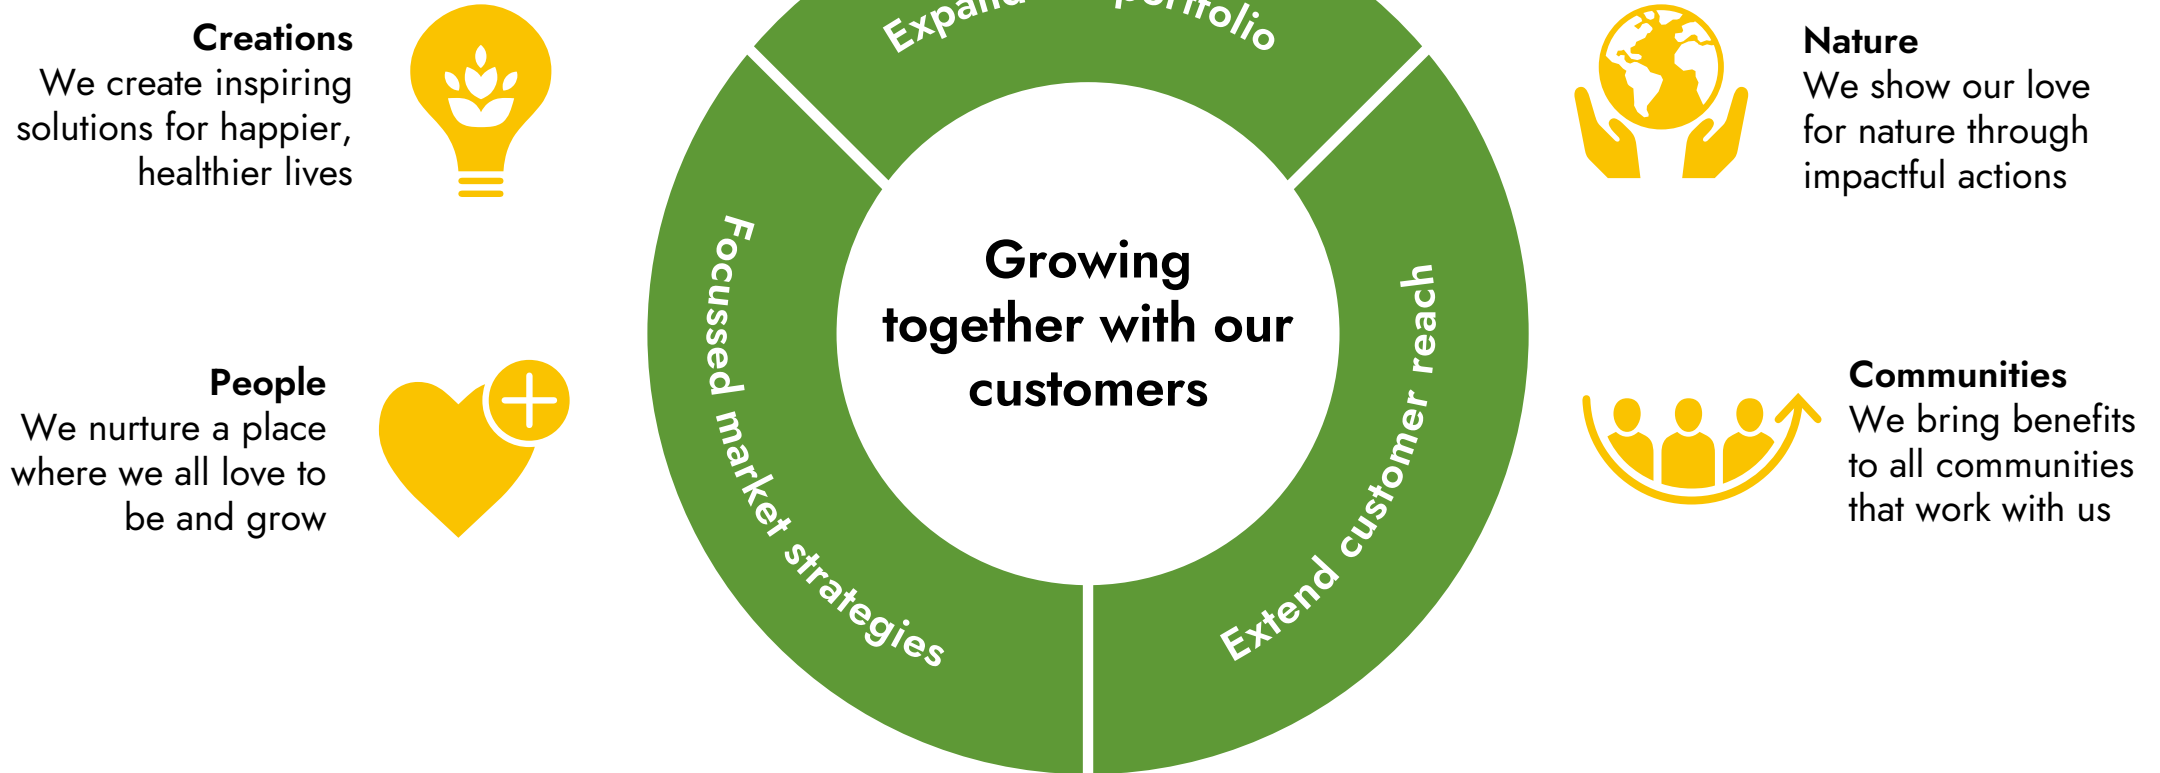 Creations
We create inspiring
solutions for happier,
healthier lives
People
We nurture a place
where we all love to
be and grow
Expand portfolio
Focussed market strategies
Extend customer reach
Growing
together with our
customers
Nature
We show our love
for nature through
impactful actions
Communities
We bring benefits
to all communities
that work with us